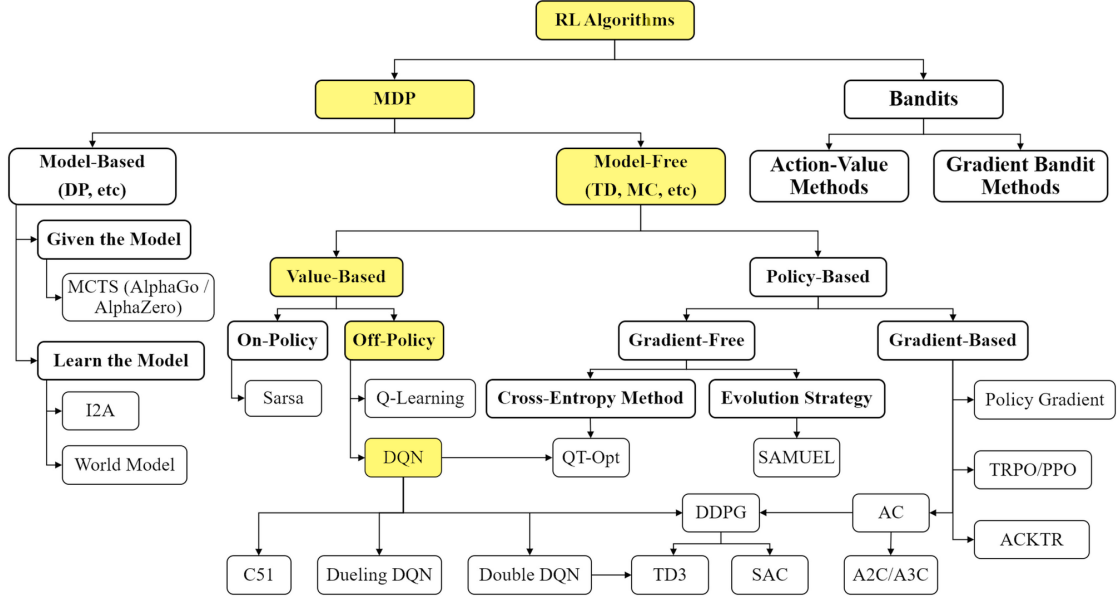 RL Algorithms
MDP
Bandits
Model-Based
(DP, etc)
Model-Free
(TD, MC, etc)
Action-Value
Methods
Gradient Bandit
Methods
Given the Model
MCTS (AlphaGo /
AlphaZero)
Learn the Model
I2A
World Model
Value-Based
Policy-Based
On-Policy
Off-Policy
Gradient-Free
Gradient-Based
Sarsa
Q-Learning
Cross-Entropy Method
Evolution Strategy
Policy Gradient
DQN
QT-Opt
SAMUEL
TRPO/PPO
DDPG
AC
ACKTR
C51
Dueling DQN
Double DQN
TD3
SAC
A2C/A3C